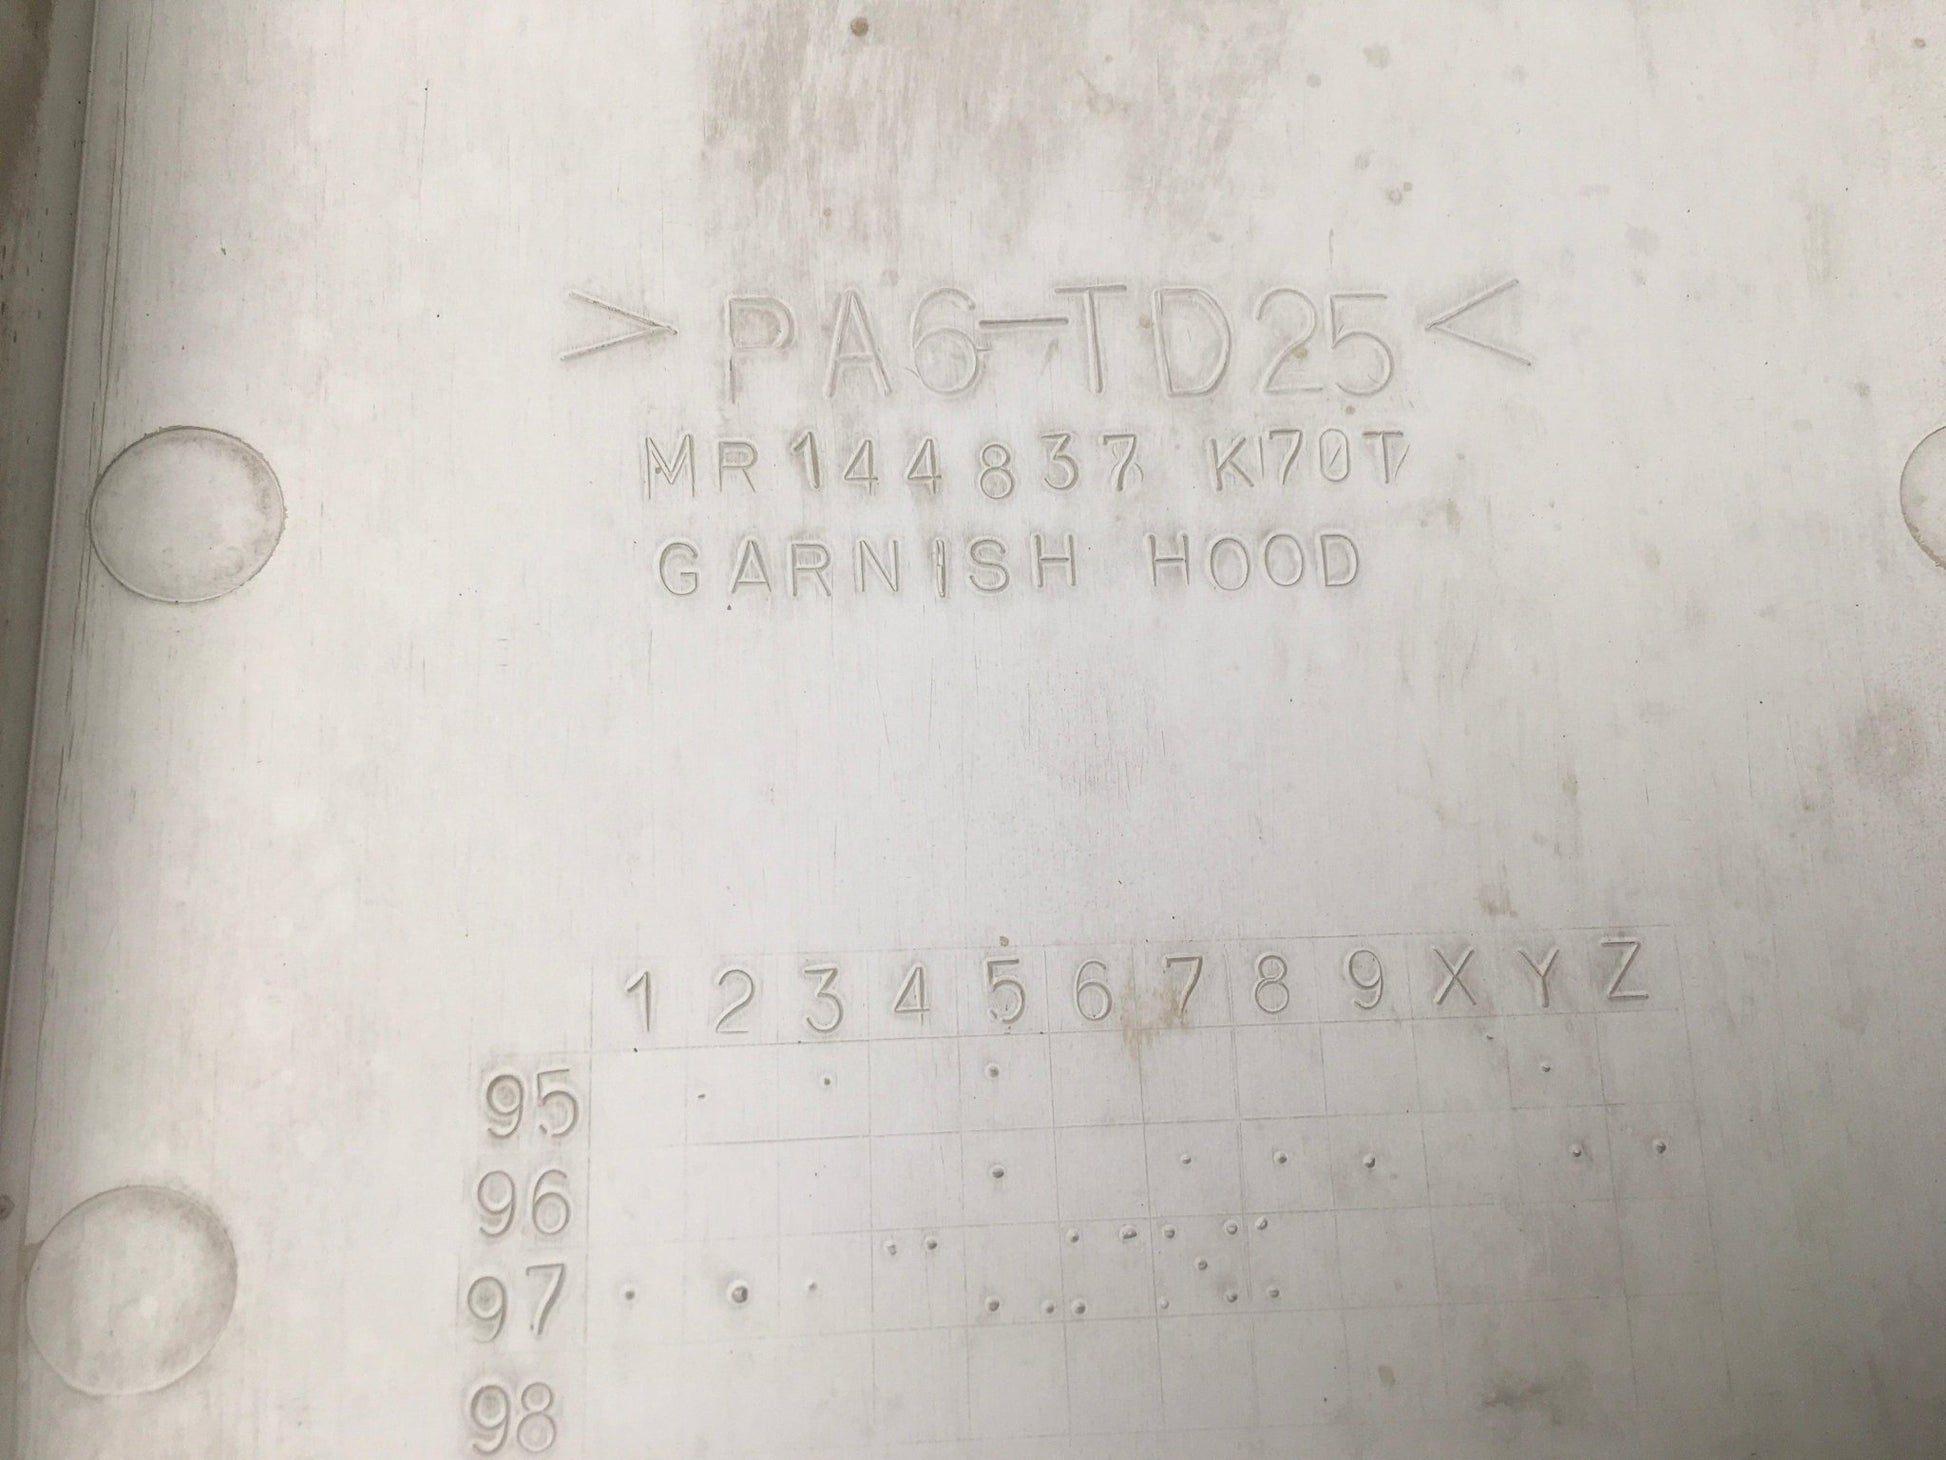 >PA6-TD25<
MR144837 K70T
GARNISH HOOD
1 2 3 4 5 6 7 8 9 X Y Z
95
96
97
98